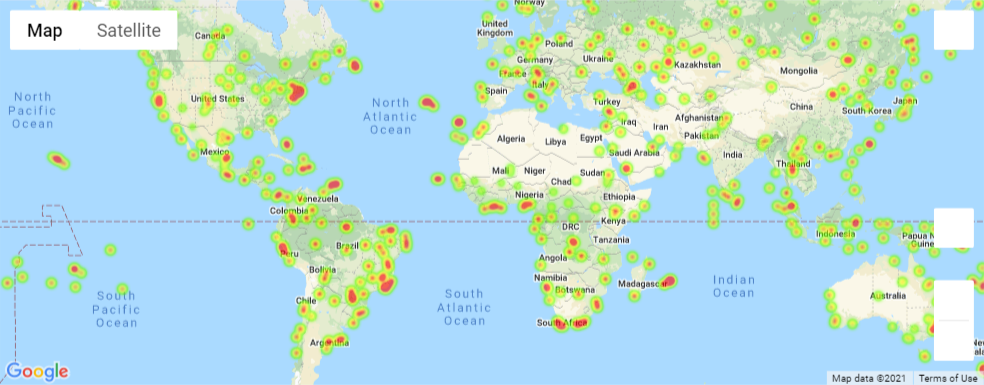 Map Satellite
Norway
Canada
United
Kingdom
Poland
Germany
Ukraine
Kazakhstan
France
Mongolia
Italy
North
Pacific
Ocean
United States
North
Atlantic
Ocean
Spain
Turkey
China
South Korea
Japan
Afghanistan
Iraq
Iran
Pakistan
Algeria
Libya
Egypt
Mexico
Saudi Arabia
India
Thailand
Mali
Niger
Chad
Sudan
Venezuela
Nigeria
Ethiopia
Colombia
Kenya
DRC
Indonesia
Papua N
Guine
Tanzania
Brazil
Peru
Angola
Bolivia
Namibia
Botswana
Madagascar
Indian
Ocean
South
Pacific
Ocean
South
Atlantic
Ocean
Chile
Australia
South Africa
Argentina
New
Google
Map data ©2021 Terms of Use